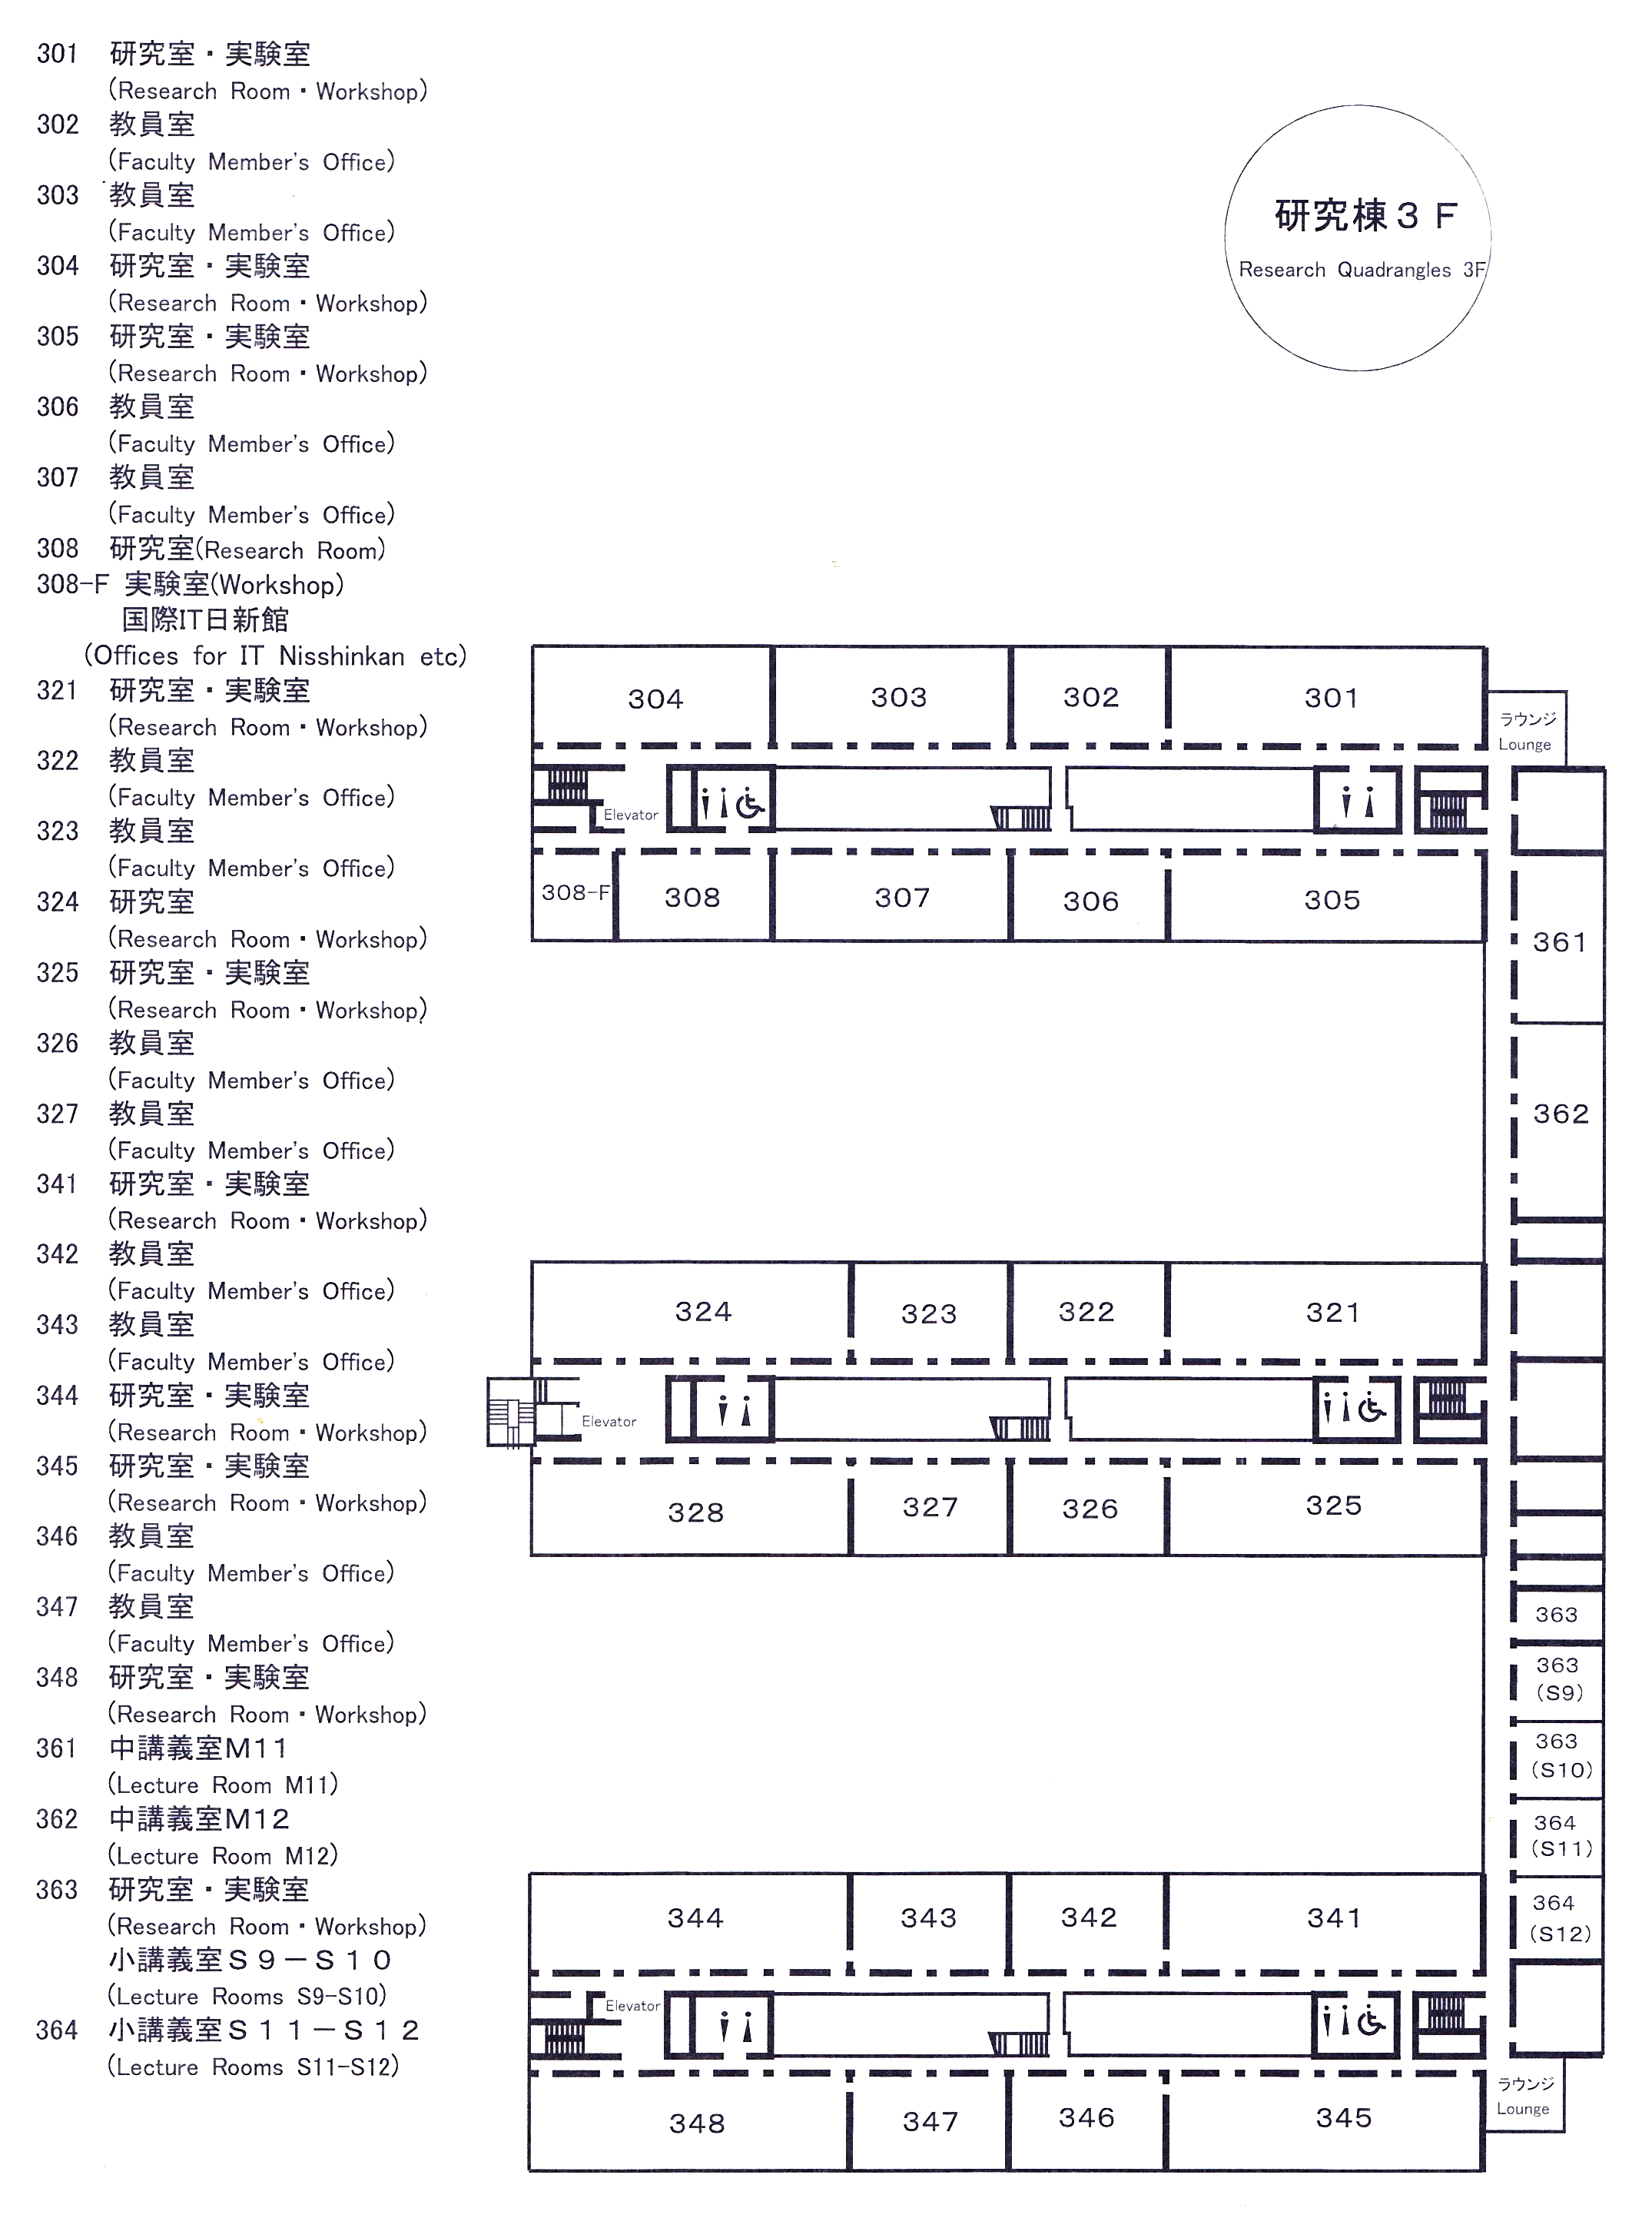 301 研究室・実験室
(Research Room・Workshop)
302 教員室
(Faculty Member's Office)
303 教員室
(Faculty Member's Office)
304 研究室・実験室
(Research Room・Workshop)
305 研究室・実験室
(Research Room・Workshop)
306 教員室
(Faculty Member's Office)
307 教員室
(Faculty Member's Office)
308 研究室(Research Room)
308-F 実験室(Workshop)
国際IT日新館
(Offices for IT Nisshinkan etc)
321 研究室・実験室
(Research Room・Workshop)
322 教員室
(Faculty Member's Office)
323 教員室
(Faculty Member's Office)
324 研究室
(Research Room・Workshop)
325 研究室・実験室
(Research Room・Workshop)
326 教員室
(Faculty Member's Office)
327 教員室
(Faculty Member's Office)
341 研究室・実験室
(Research Room・Workshop)
342 教員室
(Faculty Member's Office)
343 教員室
(Faculty Member's Office)
344 研究室・実験室
(Research Room・Workshop)
345 研究室・実験室
(Research Room・Workshop)
346 教員室
(Faculty Member's Office)
347 教員室
(Faculty Member's Office)
348 研究室・実験室
(Research Room・Workshop)
361 中講義室M11
(Lecture Room M11)
362 中講義室M12
(Lecture Room M12)
363 研究室・実験室
(Research Room・Workshop)
小講義室S9-S10
(Lecture Rooms S9-S10)
364 小講義室S11-S12
(Lecture Rooms S11-S12)
研究棟3F
Research Quadrangles 3F
304 303 302 301
ラウンジ
Lounge
Elevator
308-F 308 307 306 305
361
362
324 323 322 321
Elevator
328 327 326 325
363
363
(S9)
363
(S10)
364
(S11)
364
(S12)
344 343 342 341
Elevator
348 347 346 345
ラウンジ
Lounge